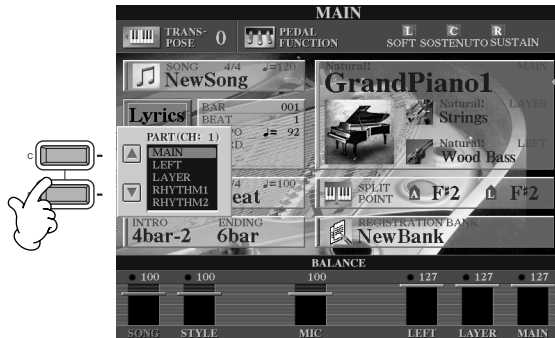 MAIN
TRANS-
POSE 0
PEDAL
FUNCTION
L C R
SOFT SOSTENUTO SUSTAIN
SONG 4/4 ♩=120
NewSong
Natural! MAIN
GrandPiano1
Lyrics
BAR 001
BEAT 1
♩= 92
Natural! LAYER
Strings
Natural! LEFT
Wood Bass
C
PART(CH: 1)
MAIN
LEFT
LAYER
RHYTHM1
RHYTHM2
/4 ♩=100
eat
SPLIT
POINT
A F♯2 L F♯2
INTRO ENDING
4bar-2 6bar
REGISTRATION BANK
NewBank
BALANCE
100 100 100 127 127 127
SONG STYLE MIC LEFT LAYER MAIN